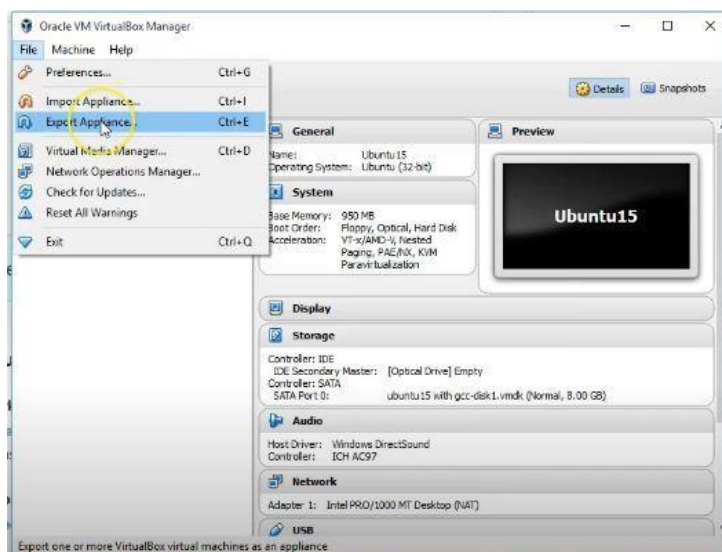 Oracle VM VirtualBox Manager
File Machine Help
Preferences... Ctrl+G
Import Appliance... Ctrl+I
Export Appliance... Ctrl+E
Virtual Media Manager... Ctrl+D
Network Operations Manager...
Check for Updates...
Reset All Warnings
Exit Ctrl+Q
Details Snapshots
General
Name: Ubuntu15
Operating System: Ubuntu (32-bit)
System
Base Memory: 950 MB
Boot Order: Floppy, Optical, Hard Disk
Acceleration: VT-x/AMD-V, Nested
Paging, PAE/NX, KVM
Paravirtualization
Preview
Ubuntu15
Display
Storage
Controller: IDE
IDE Secondary Master: [Optical Drive] Empty
Controller: SATA
SATA Port 0: ubuntu15 with gcc-disk1.vmdk (Normal, 8.00 GB)
Audio
Host Driver: Windows DirectSound
Controller: ICH AC97
Network
Adapter 1: Intel PRO/1000 MT Desktop (NAT)
USB
Export one or more VirtualBox virtual machines as an appliance